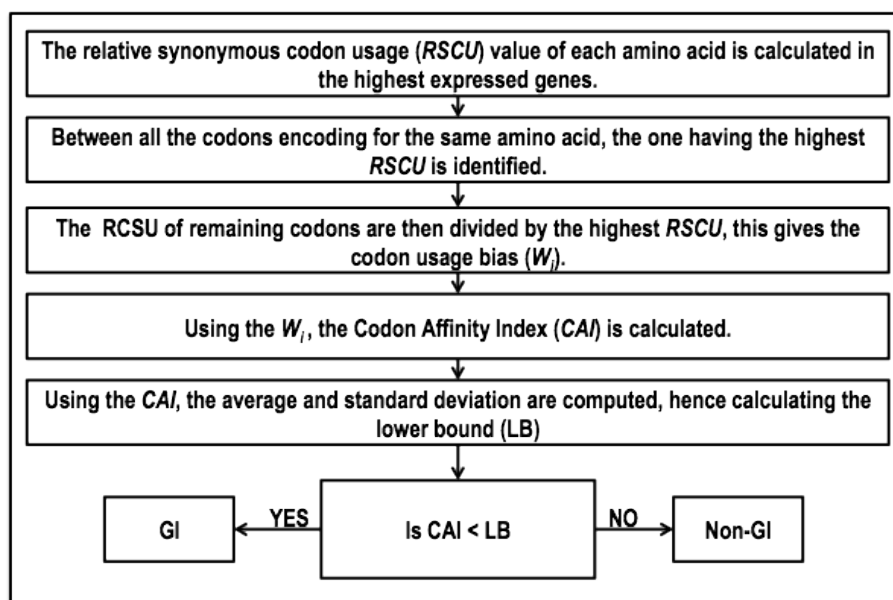 The relative synonymous codon usage (RSCU) value of each amino acid is calculated in
the highest expressed genes.
Between all the codons encoding for the same amino acid, the one having the highest
RSCU is identified.
The RCSU of remaining codons are then divided by the highest RSCU, this gives the
codon usage bias (Wi).
Using the Wi, the Codon Affinity Index (CAI) is calculated.
Using the CAI, the average and standard deviation are computed, hence calculating the
lower bound (LB)
GI
YES
Is CAI < LB
NO
Non-GI